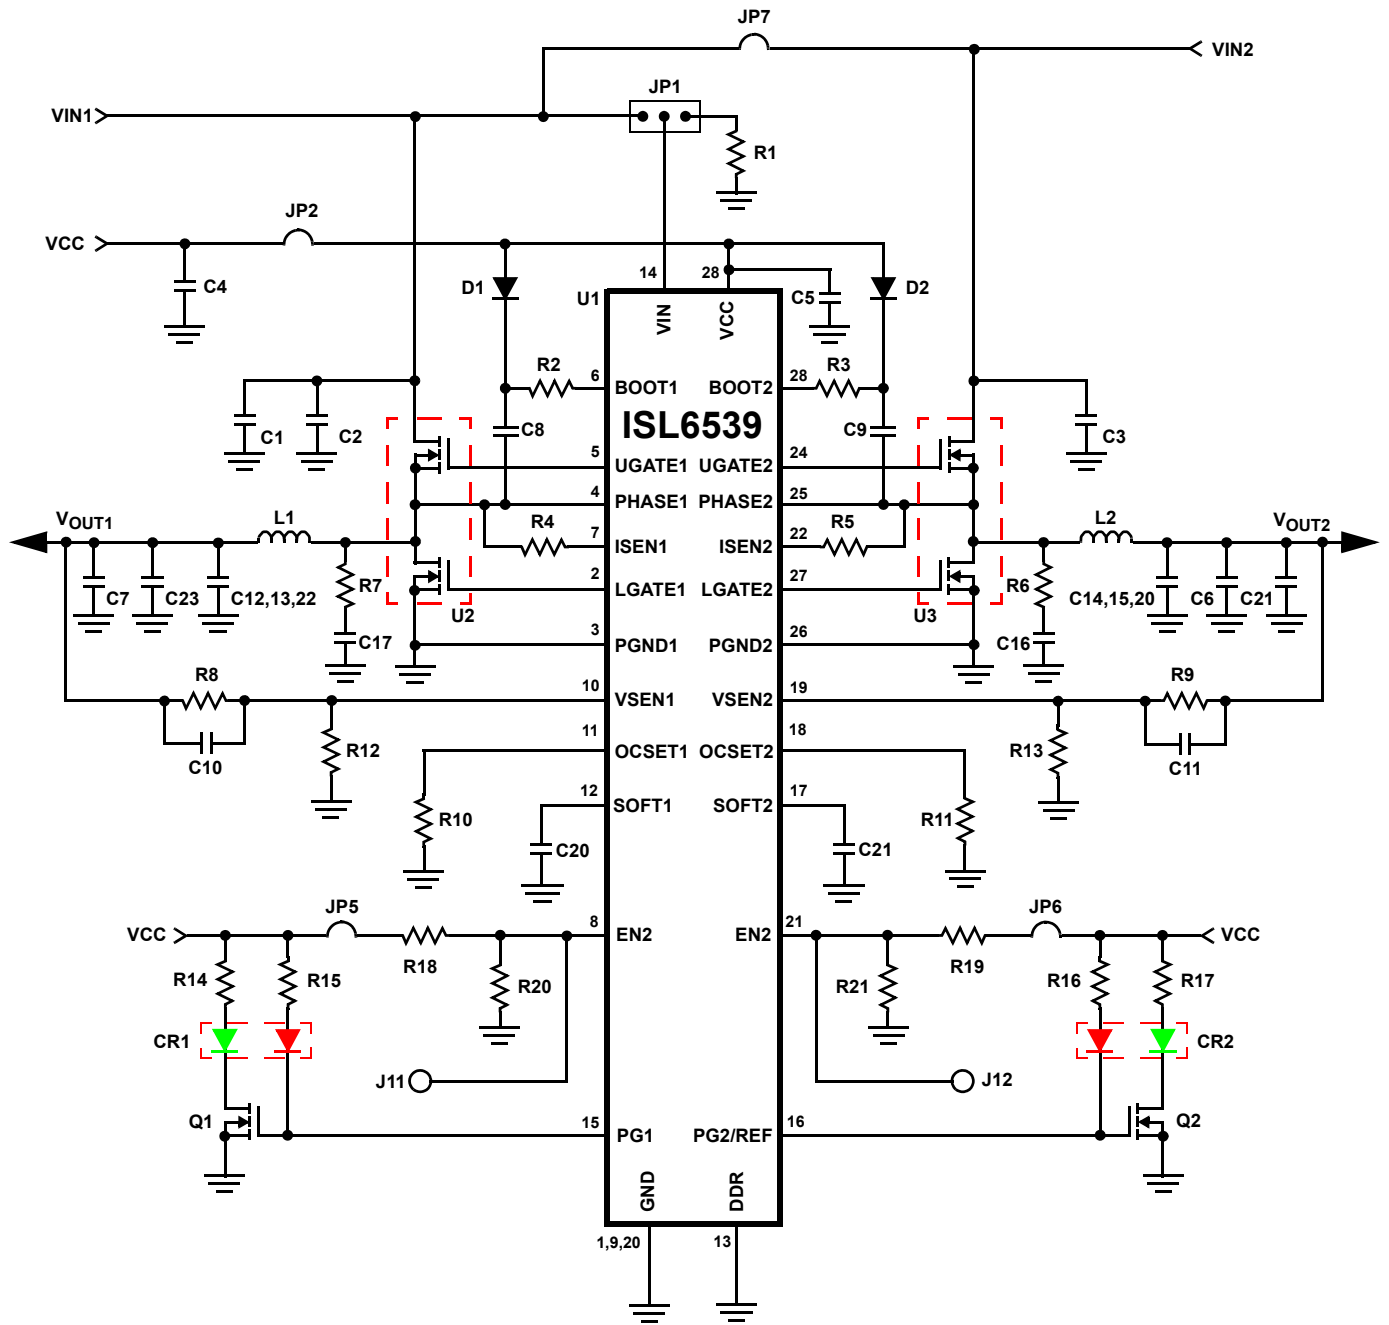 JP7
VIN2
JP1
VIN1
R1
JP2
VCC
C4
D1
14
28
C5
D2
U1
VIN
VCC
R2
6
BOOT1
BOOT2
28
R3
ISL6539
C1
C2
C8
C9
C3
5
UGATE1
UGATE2
24
4
PHASE1
PHASE2
25
VOUT1
L1
R4
7
ISEN1
ISEN2
22
R5
L2
VOUT2
C7
C23
C12,13,22
R7
2
LGATE1
LGATE2
27
R6
C14,15,20
C6
C21
U2
U3
C17
3
PGND1
PGND2
26
C16
R8
10
VSEN1
VSEN2
19
R9
C10
R12
11
OCSET1
OCSET2
18
R13
C11
12
SOFT1
SOFT2
17
R10
R11
C20
C21
JP5
JP6
VCC
8
EN2
EN2
21
VCC
R18
R19
R14
R15
R20
R21
R16
R17
CR1
CR2
J11
J12
Q1
15
PG1
PG2/REF
16
Q2
GND
DDR
1,9,20
13